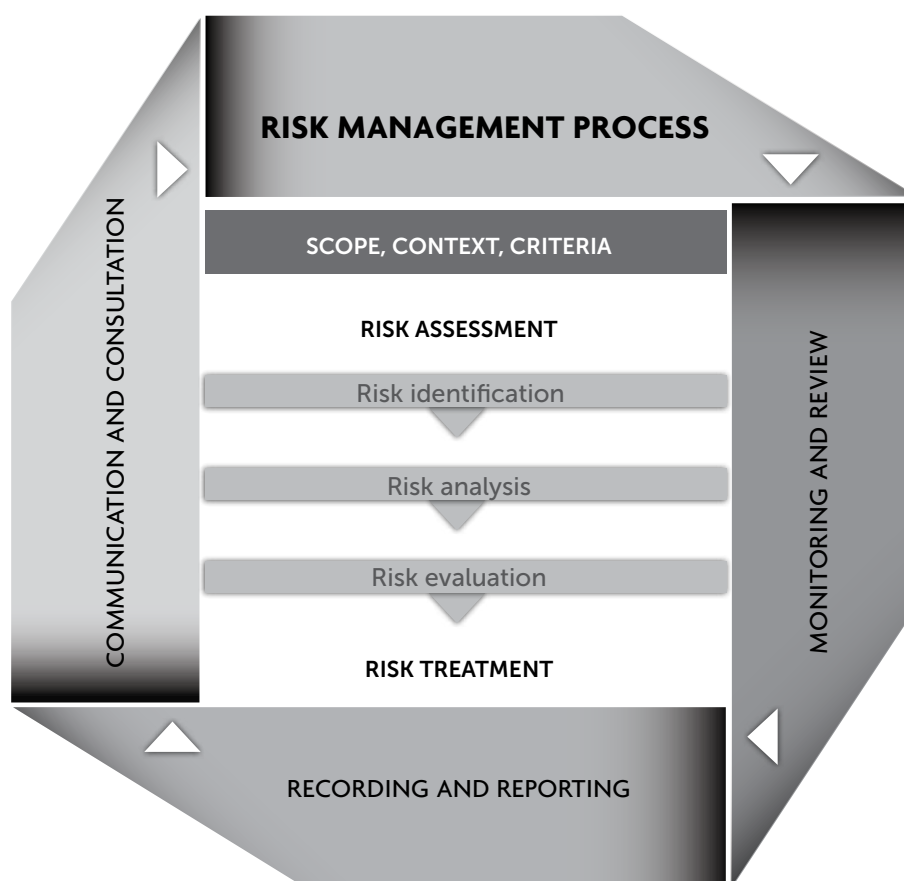 RISK MANAGEMENT PROCESS
COMMUNICATION AND CONSULTATION
SCOPE, CONTEXT, CRITERIA
RISK ASSESSMENT
Risk identification
Risk analysis
Risk evaluation
RISK TREATMENT
MONITORING AND REVIEW
RECORDING AND REPORTING